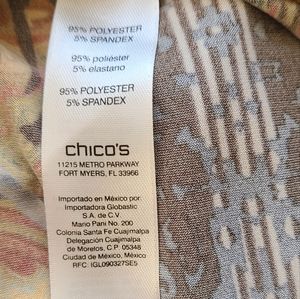 95% POLYESTER
5% SPANDEX
95% poliéster
5% elastano
95% POLYESTER
5% SPANDEX
chico's
11215 METRO PARKWAY
FORT MYERS, FL 33966
Importado en México por:
Importadora Globastic
S.A. de C.V.
Mario Pani No. 200
Colonia Santa Fe Cuajimalpa
Delegación Cuajimalpa
de Morelos, C.P. 05348
Ciudad de México, México
RFC: IGL090327SE5